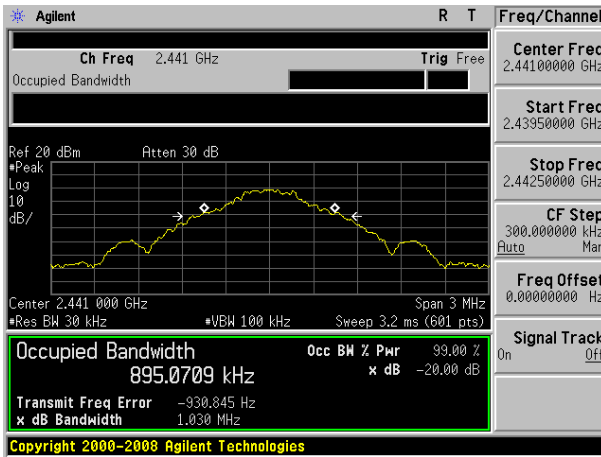 Agilent R T
Ch Freq 2.441 GHz Trig Free
Occupied Bandwidth
Ref 20 dBm Atten 30 dB
#Peak
Log
10
dB/
Center 2.441 000 GHz Span 3 MHz
#Res BW 30 kHz #VBW 100 kHz Sweep 3.2 ms (601 pts)
Occupied Bandwidth Occ BW % Pwr 99.00 %
895.0709 kHz x dB -20.00 dB
Transmit Freq Error -930.845 Hz
x dB Bandwidth 1.030 MHz
Copyright 2000-2008 Agilent Technologies
Freq/Channel
Center Freq
2.44100000 GHz
Start Freq
2.43950000 GHz
Stop Freq
2.44250000 GHz
CF Step
300.000000 kHz
Auto Man
Freq Offset
0.00000000 Hz
Signal Track
On Off